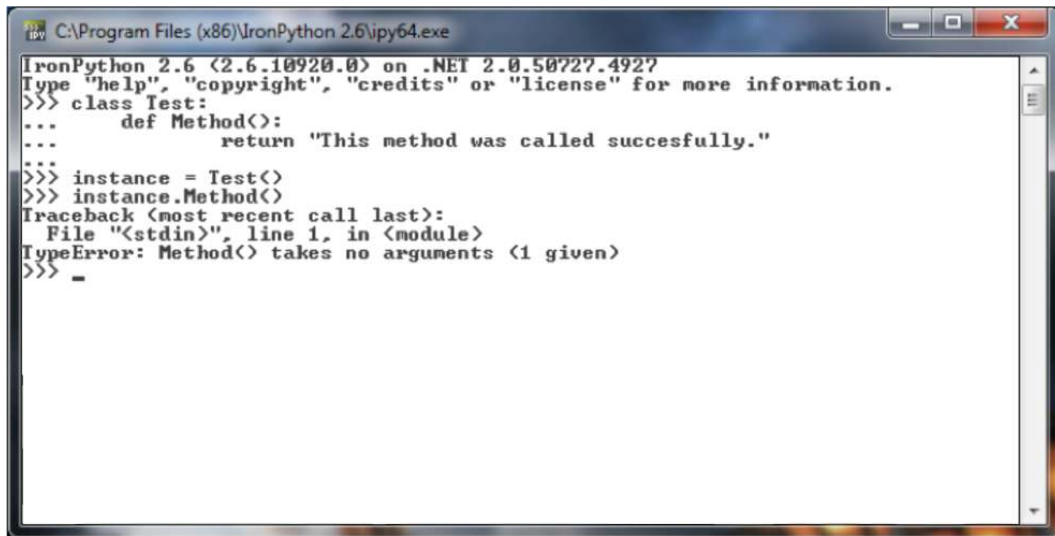 C:\Program Files (x86)\IronPython 2.6\ipy64.exe
IronPython 2.6 (2.6.10920.0) on .NET 2.0.50727.4927
Type "help", "copyright", "credits" or "license" for more information.
>>> class Test:
...     def Method():
...             return "This method was called succesfully."
...
>>> instance = Test()
>>> instance.Method()
Traceback (most recent call last):
  File "<stdin>", line 1, in <module>
TypeError: Method() takes no arguments (1 given)
>>> _